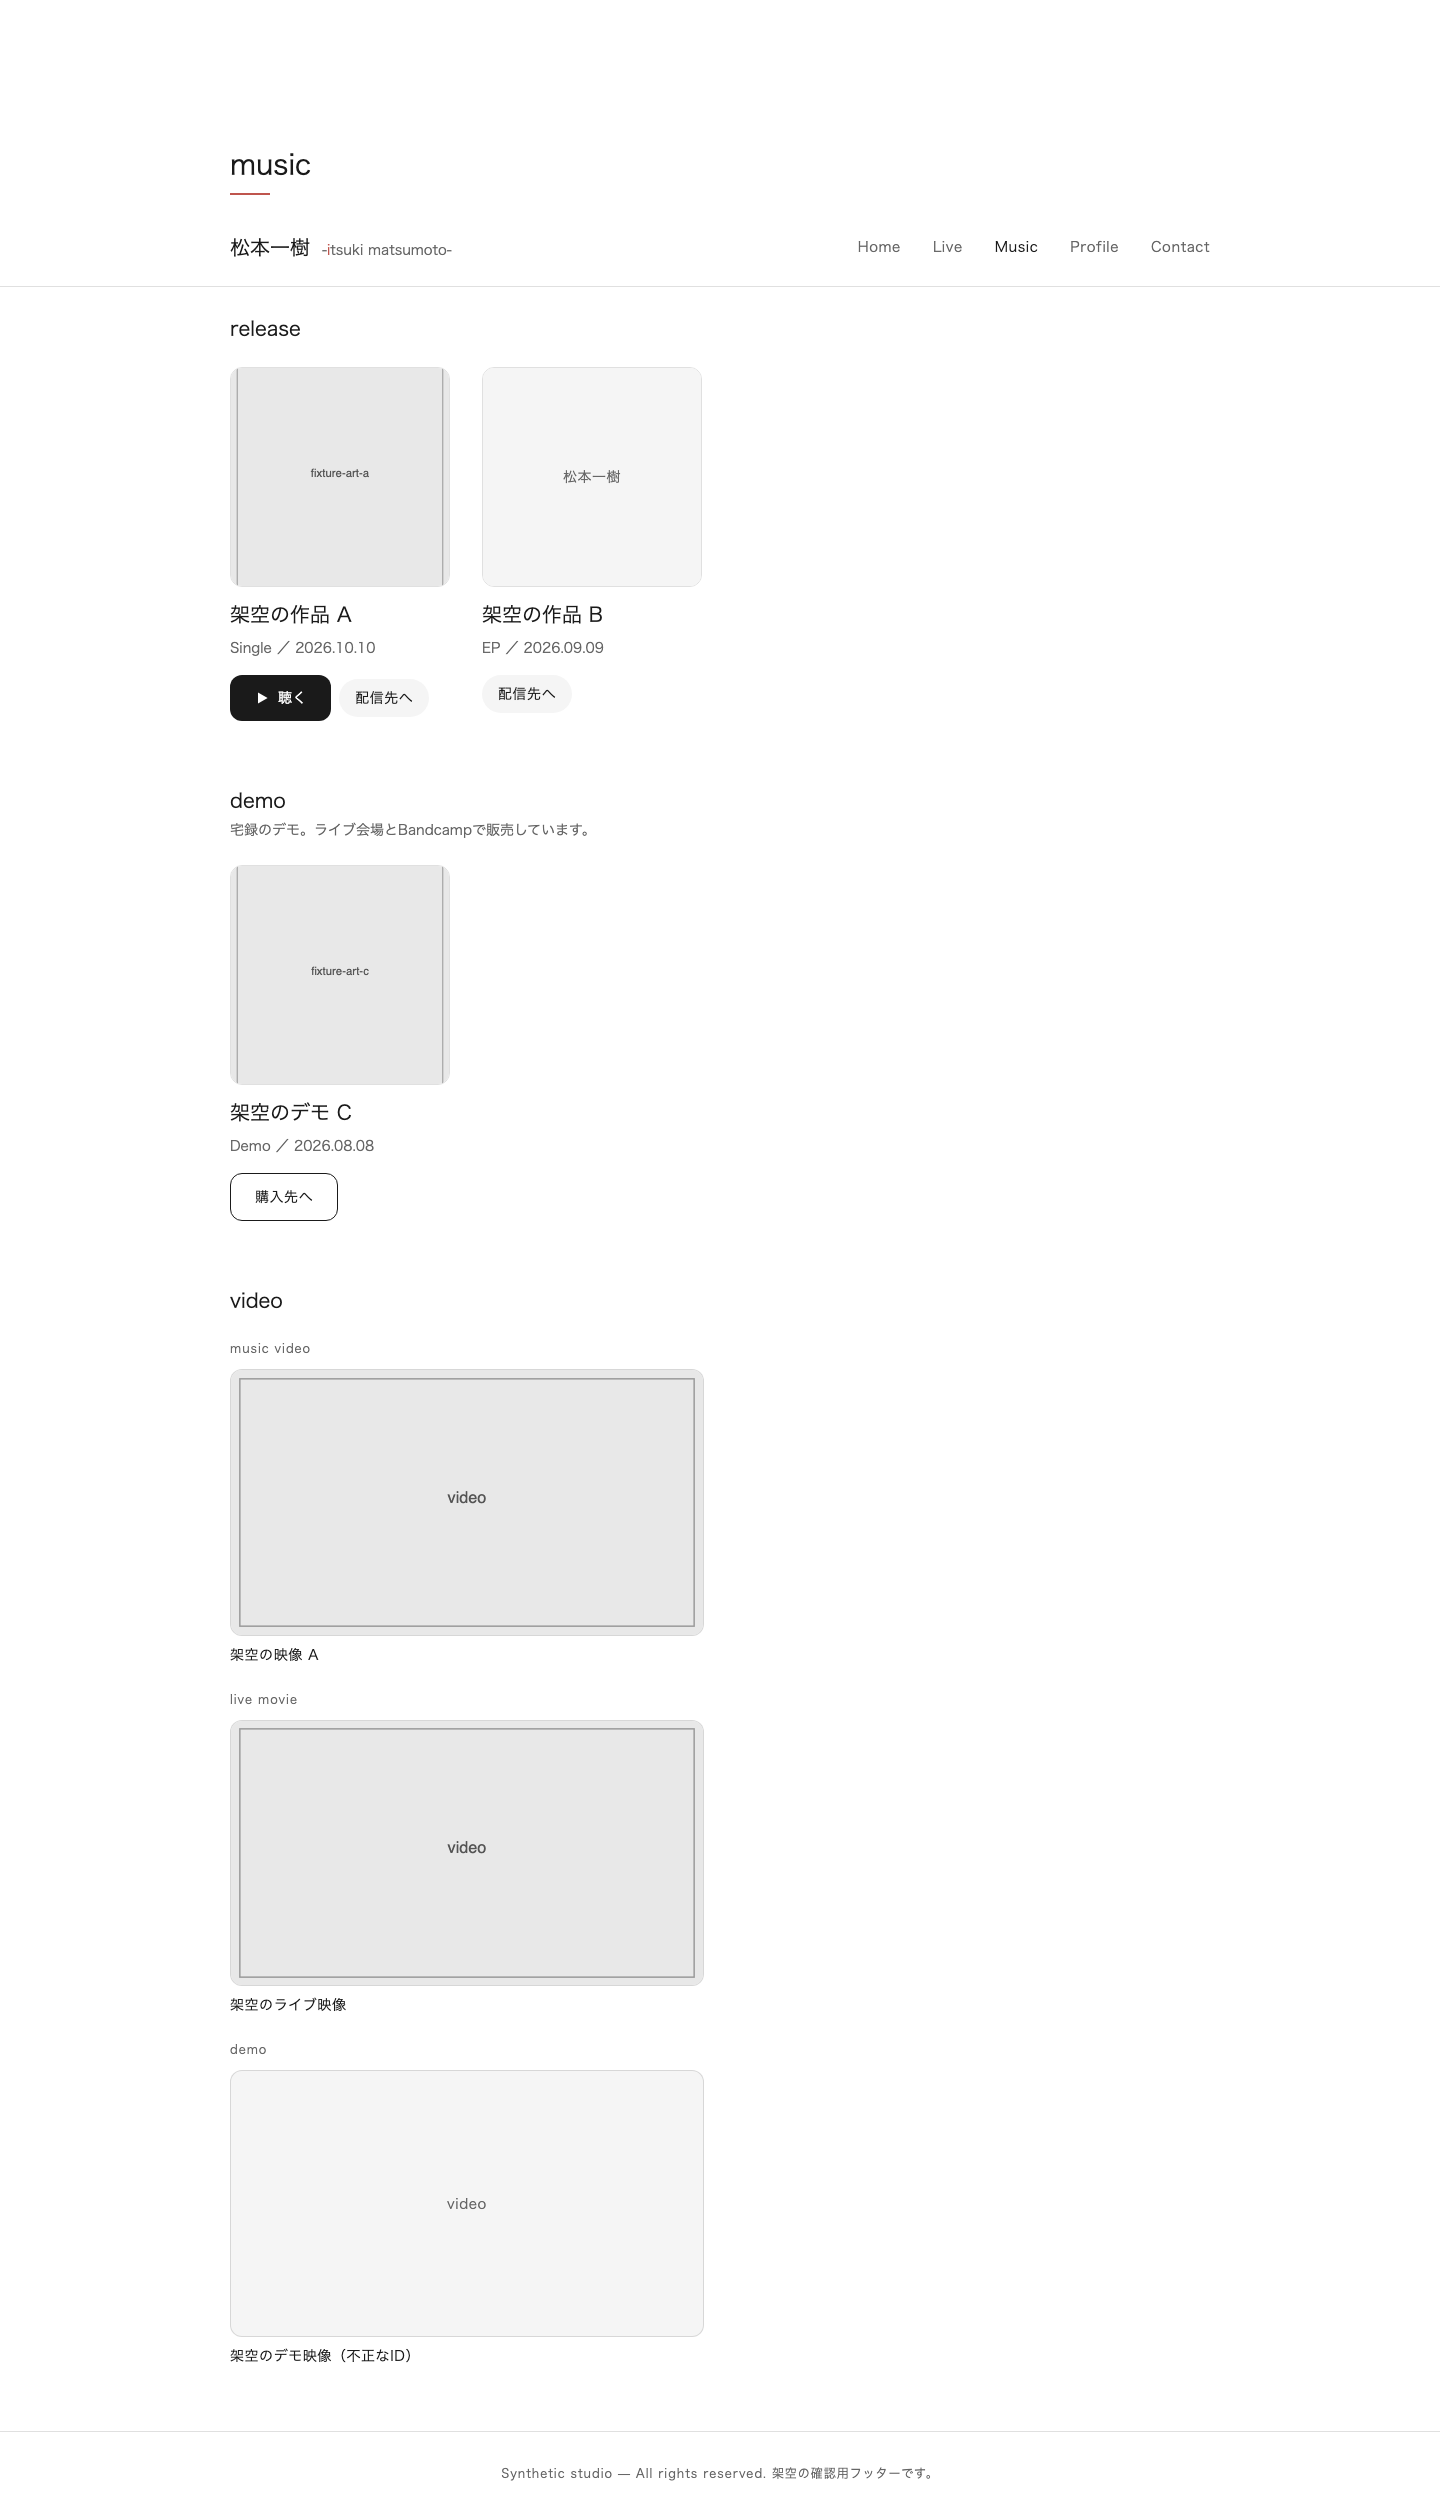 music
松本一樹 -itsuki matsumoto-
Home Live Music Profile Contact
release
fixture-art-a
松本一樹
架空の作品 A
Single ／ 2026.10.10
▶ 聴く 配信先へ
架空の作品 B
EP ／ 2026.09.09
配信先へ
demo
宅録のデモ。ライブ会場とBandcampで販売しています。
fixture-art-c
架空のデモ C
Demo ／ 2026.08.08
購入先へ
video
music video
video
架空の映像 A
live movie
video
架空のライブ映像
demo
video
架空のデモ映像（不正なID）
Synthetic studio — All rights reserved. 架空の確認用フッターです。